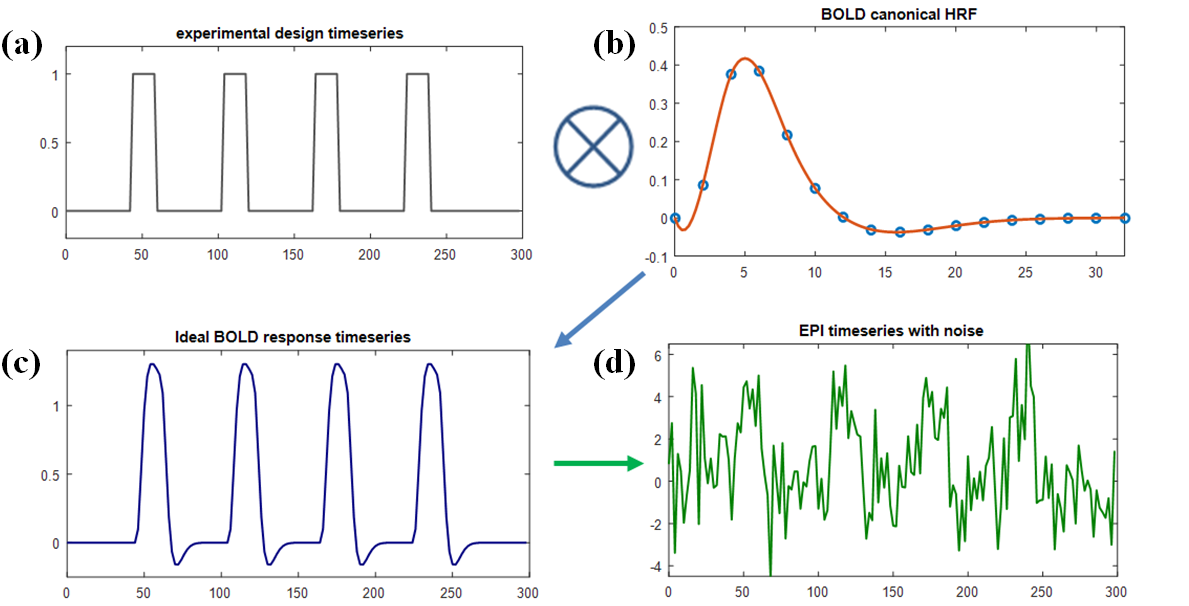 (a)
experimental design timeseries
1
0.5
0
0 50 100 150 200 250 300
(b)
BOLD canonical HRF
0.5
0.4
0.3
0.2
0.1
0
-0.1
0 5 10 15 20 25 30
(c)
Ideal BOLD response timeseries
1
0.5
0
0 50 100 150 200 250 300
(d)
EPI timeseries with noise
6
4
2
0
-2
-4
0 50 100 150 200 250 300